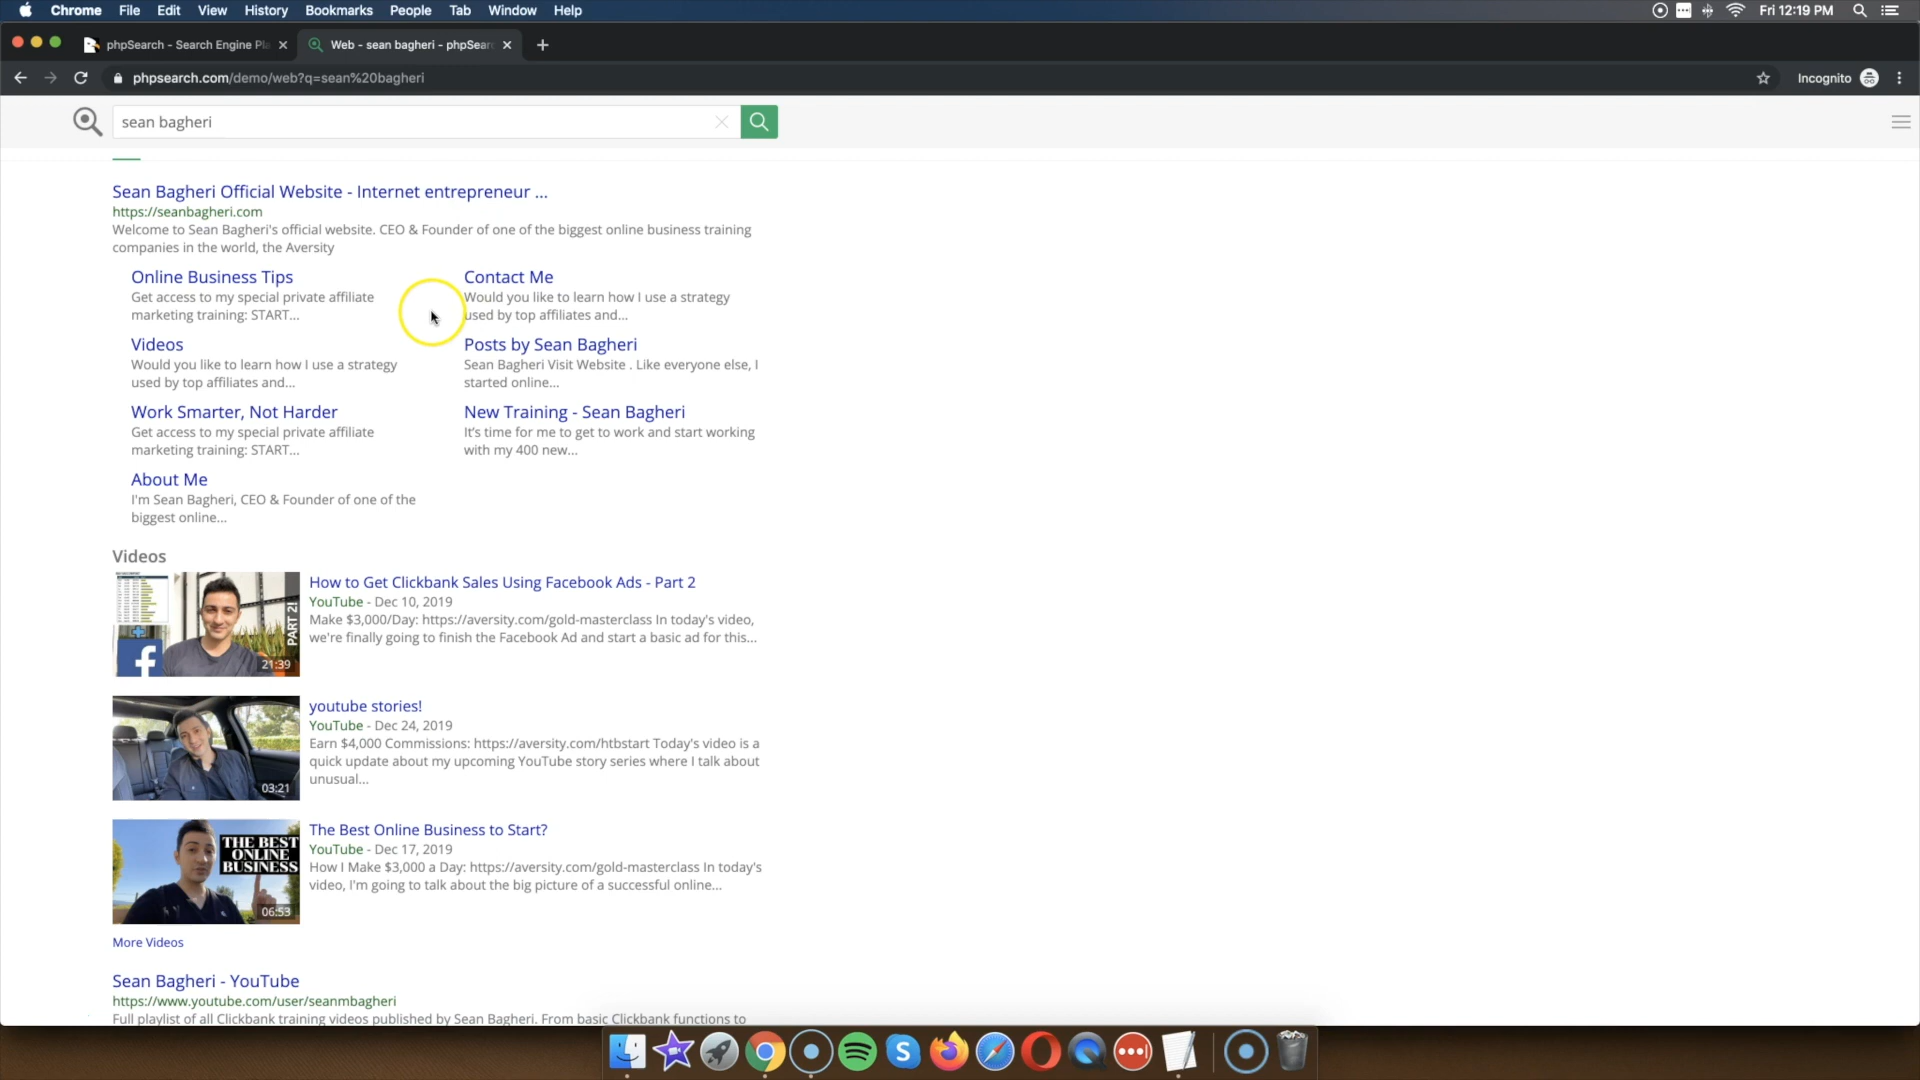 Chrome File Edit View History Bookmarks People Tab Window Help
Fri 12:19 PM
phpSearch - Search Engine Pla
Web - sean bagheri - phpSearc
phpsearch.com/demo/web?q=sean%20bagheri
Incognito
sean bagheri
Sean Bagheri Official Website - Internet entrepreneur ...
https://seanbagheri.com
Welcome to Sean Bagheri's official website. CEO & Founder of one of the biggest online business training
companies in the world, the Aversity
Online Business Tips
Get access to my special private affiliate
marketing training: START...
Contact Me
Would you like to learn how I use a strategy
used by top affiliates and...
Videos
Would you like to learn how I use a strategy
used by top affiliates and...
Posts by Sean Bagheri
Sean Bagheri Visit Website . Like everyone else, I
started online...
Work Smarter, Not Harder
Get access to my special private affiliate
marketing training: START...
New Training - Sean Bagheri
It's time for me to get to work and start working
with my 400 new...
About Me
I'm Sean Bagheri, CEO & Founder of one of the
biggest online...
Videos
PART 2!
21:39
How to Get Clickbank Sales Using Facebook Ads - Part 2
YouTube - Dec 10, 2019
Make $3,000/Day: https://aversity.com/gold-masterclass In today's video,
we're finally going to finish the Facebook Ad and start a basic ad for this...
03:21
youtube stories!
YouTube - Dec 24, 2019
Earn $4,000 Commissions: https://aversity.com/htbstart Today's video is a
quick update about my upcoming YouTube story series where I talk about
unusual...
THE BEST
ONLINE
BUSINESS
06:53
The Best Online Business to Start?
YouTube - Dec 17, 2019
How I Make $3,000 a Day: https://aversity.com/gold-masterclass In today's
video, I'm going to talk about the big picture of a successful online...
More Videos
Sean Bagheri - YouTube
https://www.youtube.com/user/seanmbagheri
Full playlist of all Clickbank training videos published by Sean Bagheri. From basic Clickbank functions to